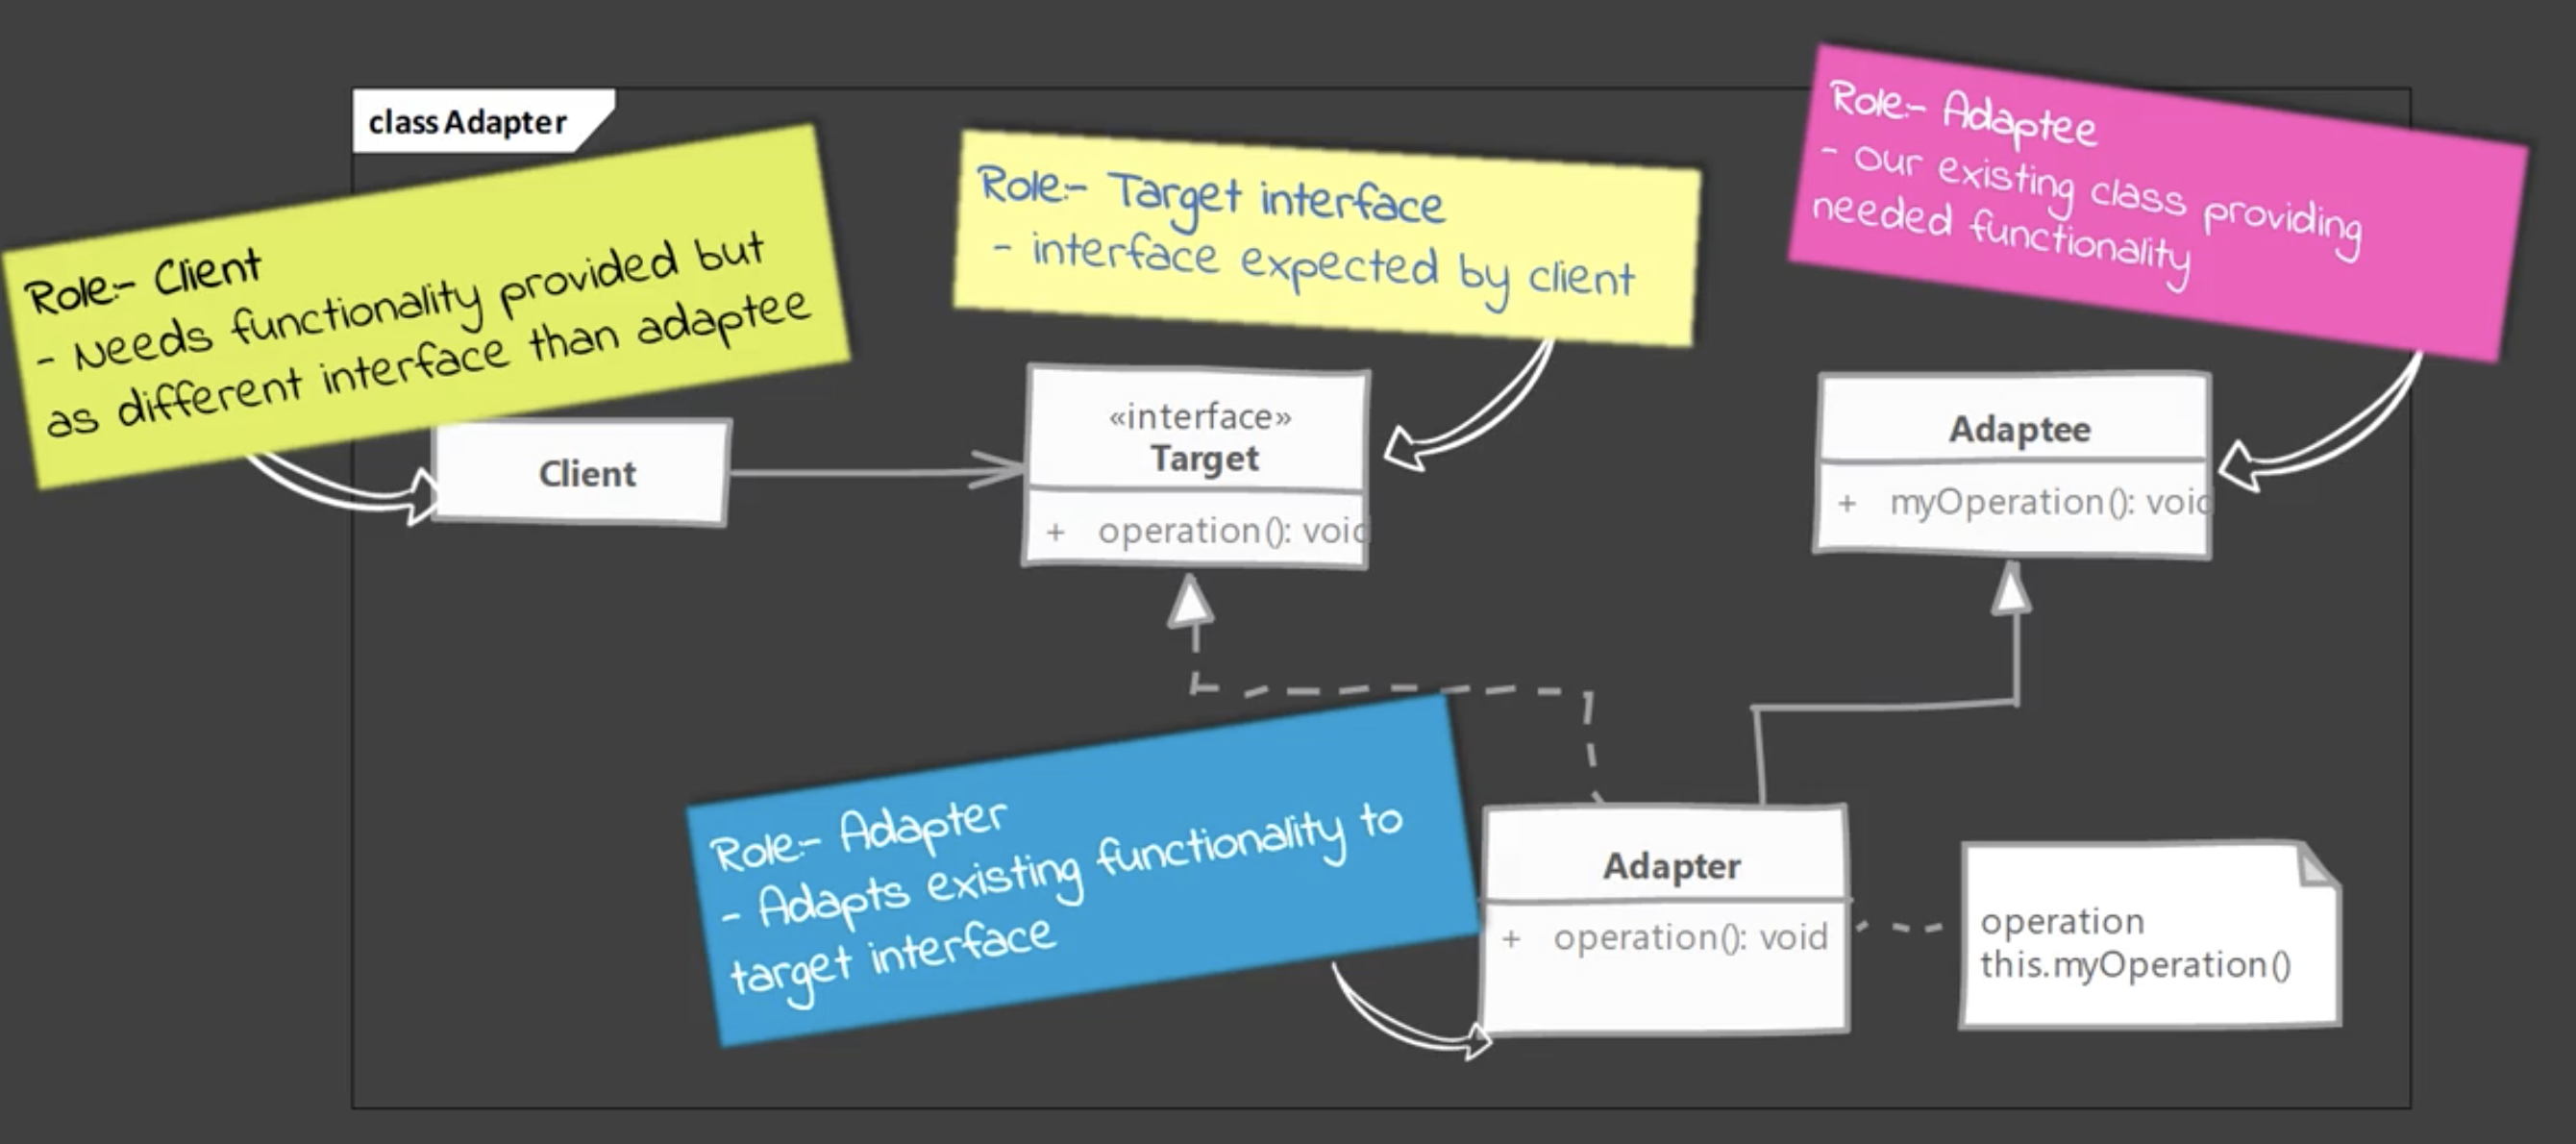 class Adapter
Role:- Client
- Needs functionality provided but
as different interface than adaptee
Role:- Target interface
- interface expected by client
Role:- Adaptee
- Our existing class providing
needed functionality
Client
«interface»
Target
+ operation(): void
Adaptee
+ myOperation(): void
Role:- Adapter
- Adapts existing functionality to
target interface
Adapter
+ operation(): void
operation
this.myOperation()